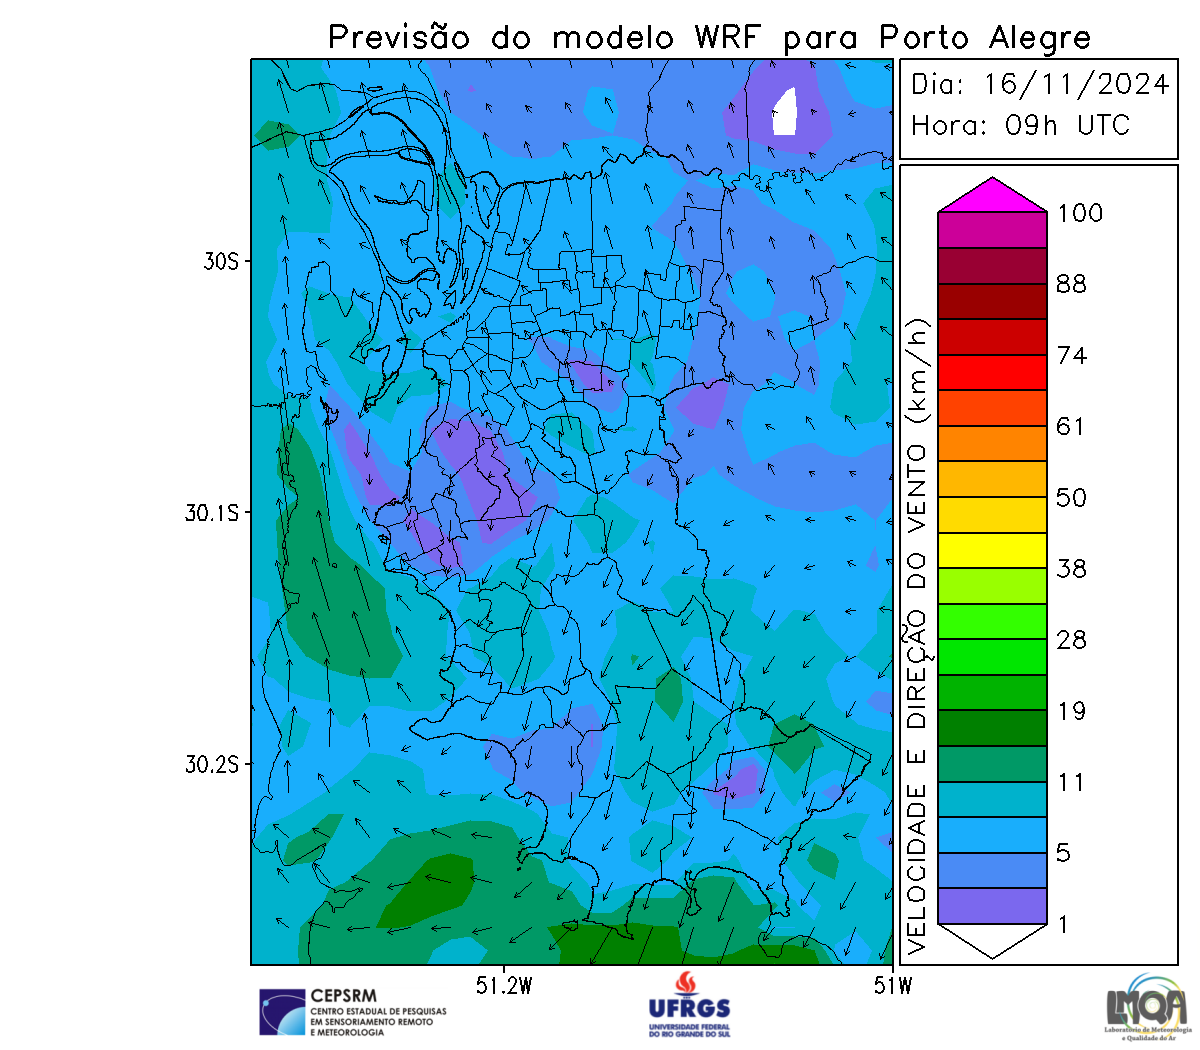 Previsão do modelo WRF para Porto Alegre
Dia: 16/11/2024
Hora: 09h UTC
30S
30.1S
30.2S
51.2W
51W
VELOCIDADE E DIREÇÃO DO VENTO (km/h)
100
88
74
61
50
38
28
19
11
5
1
CEPSRM
CENTRO ESTADUAL DE PESQUISAS
EM SENSORIAMENTO REMOTO
E METEOROLOGIA
UFRGS
UNIVERSIDADE FEDERAL
DO RIO GRANDE DO SUL
LMQA
Laboratório de Meteorologia
e Qualidade do Ar